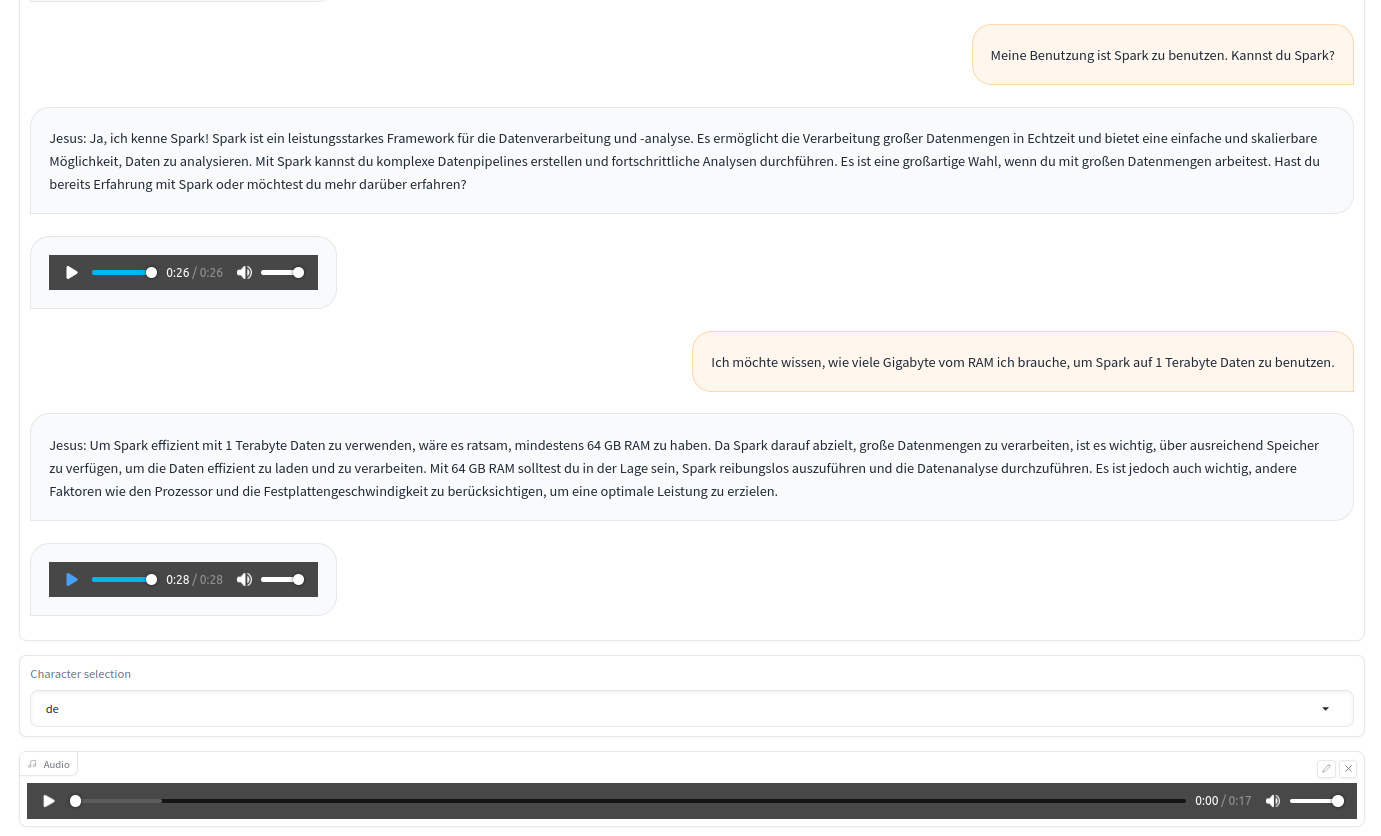 Meine Benutzung ist Spark zu benutzen. Kannst du Spark?
Jesus: Ja, ich kenne Spark! Spark ist ein leistungsstarkes Framework für die Datenverarbeitung und -analyse. Es ermöglicht die Verarbeitung großer Datenmengen in Echtzeit und bietet eine einfache und skalierbare
Möglichkeit, Daten zu analysieren. Mit Spark kannst du komplexe Datenpipelines erstellen und fortschrittliche Analysen durchführen. Es ist eine großartige Wahl, wenn du mit großen Datenmengen arbeitest. Hast du
bereits Erfahrung mit Spark oder möchtest du mehr darüber erfahren?
0:26 / 0:26
Ich möchte wissen, wie viele Gigabyte vom RAM ich brauche, um Spark auf 1 Terabyte Daten zu benutzen.
Jesus: Um Spark effizient mit 1 Terabyte Daten zu verwenden, wäre es ratsam, mindestens 64 GB RAM zu haben. Da Spark darauf abzielt, große Datenmengen zu verarbeiten, ist es wichtig, über ausreichend Speicher
zu verfügen, um die Daten effizient zu laden und zu verarbeiten. Mit 64 GB RAM solltest du in der Lage sein, Spark reibungslos auszuführen und die Datenanalyse durchzuführen. Es ist jedoch auch wichtig, andere
Faktoren wie den Prozessor und die Festplattengeschwindigkeit zu berücksichtigen, um eine optimale Leistung zu erzielen.
0:28 / 0:28
Character selection
de
Audio
0:00 / 0:17